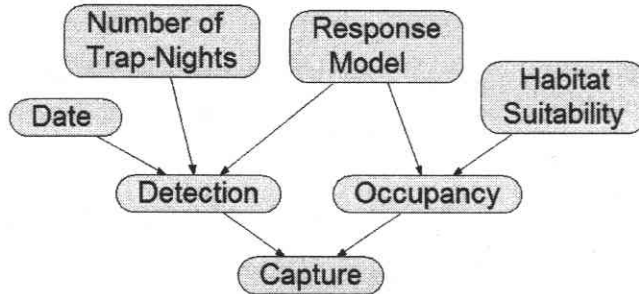 Number of
Trap-Nights
Response
Model
Habitat
Suitability
Date
Detection
Occupancy
Capture